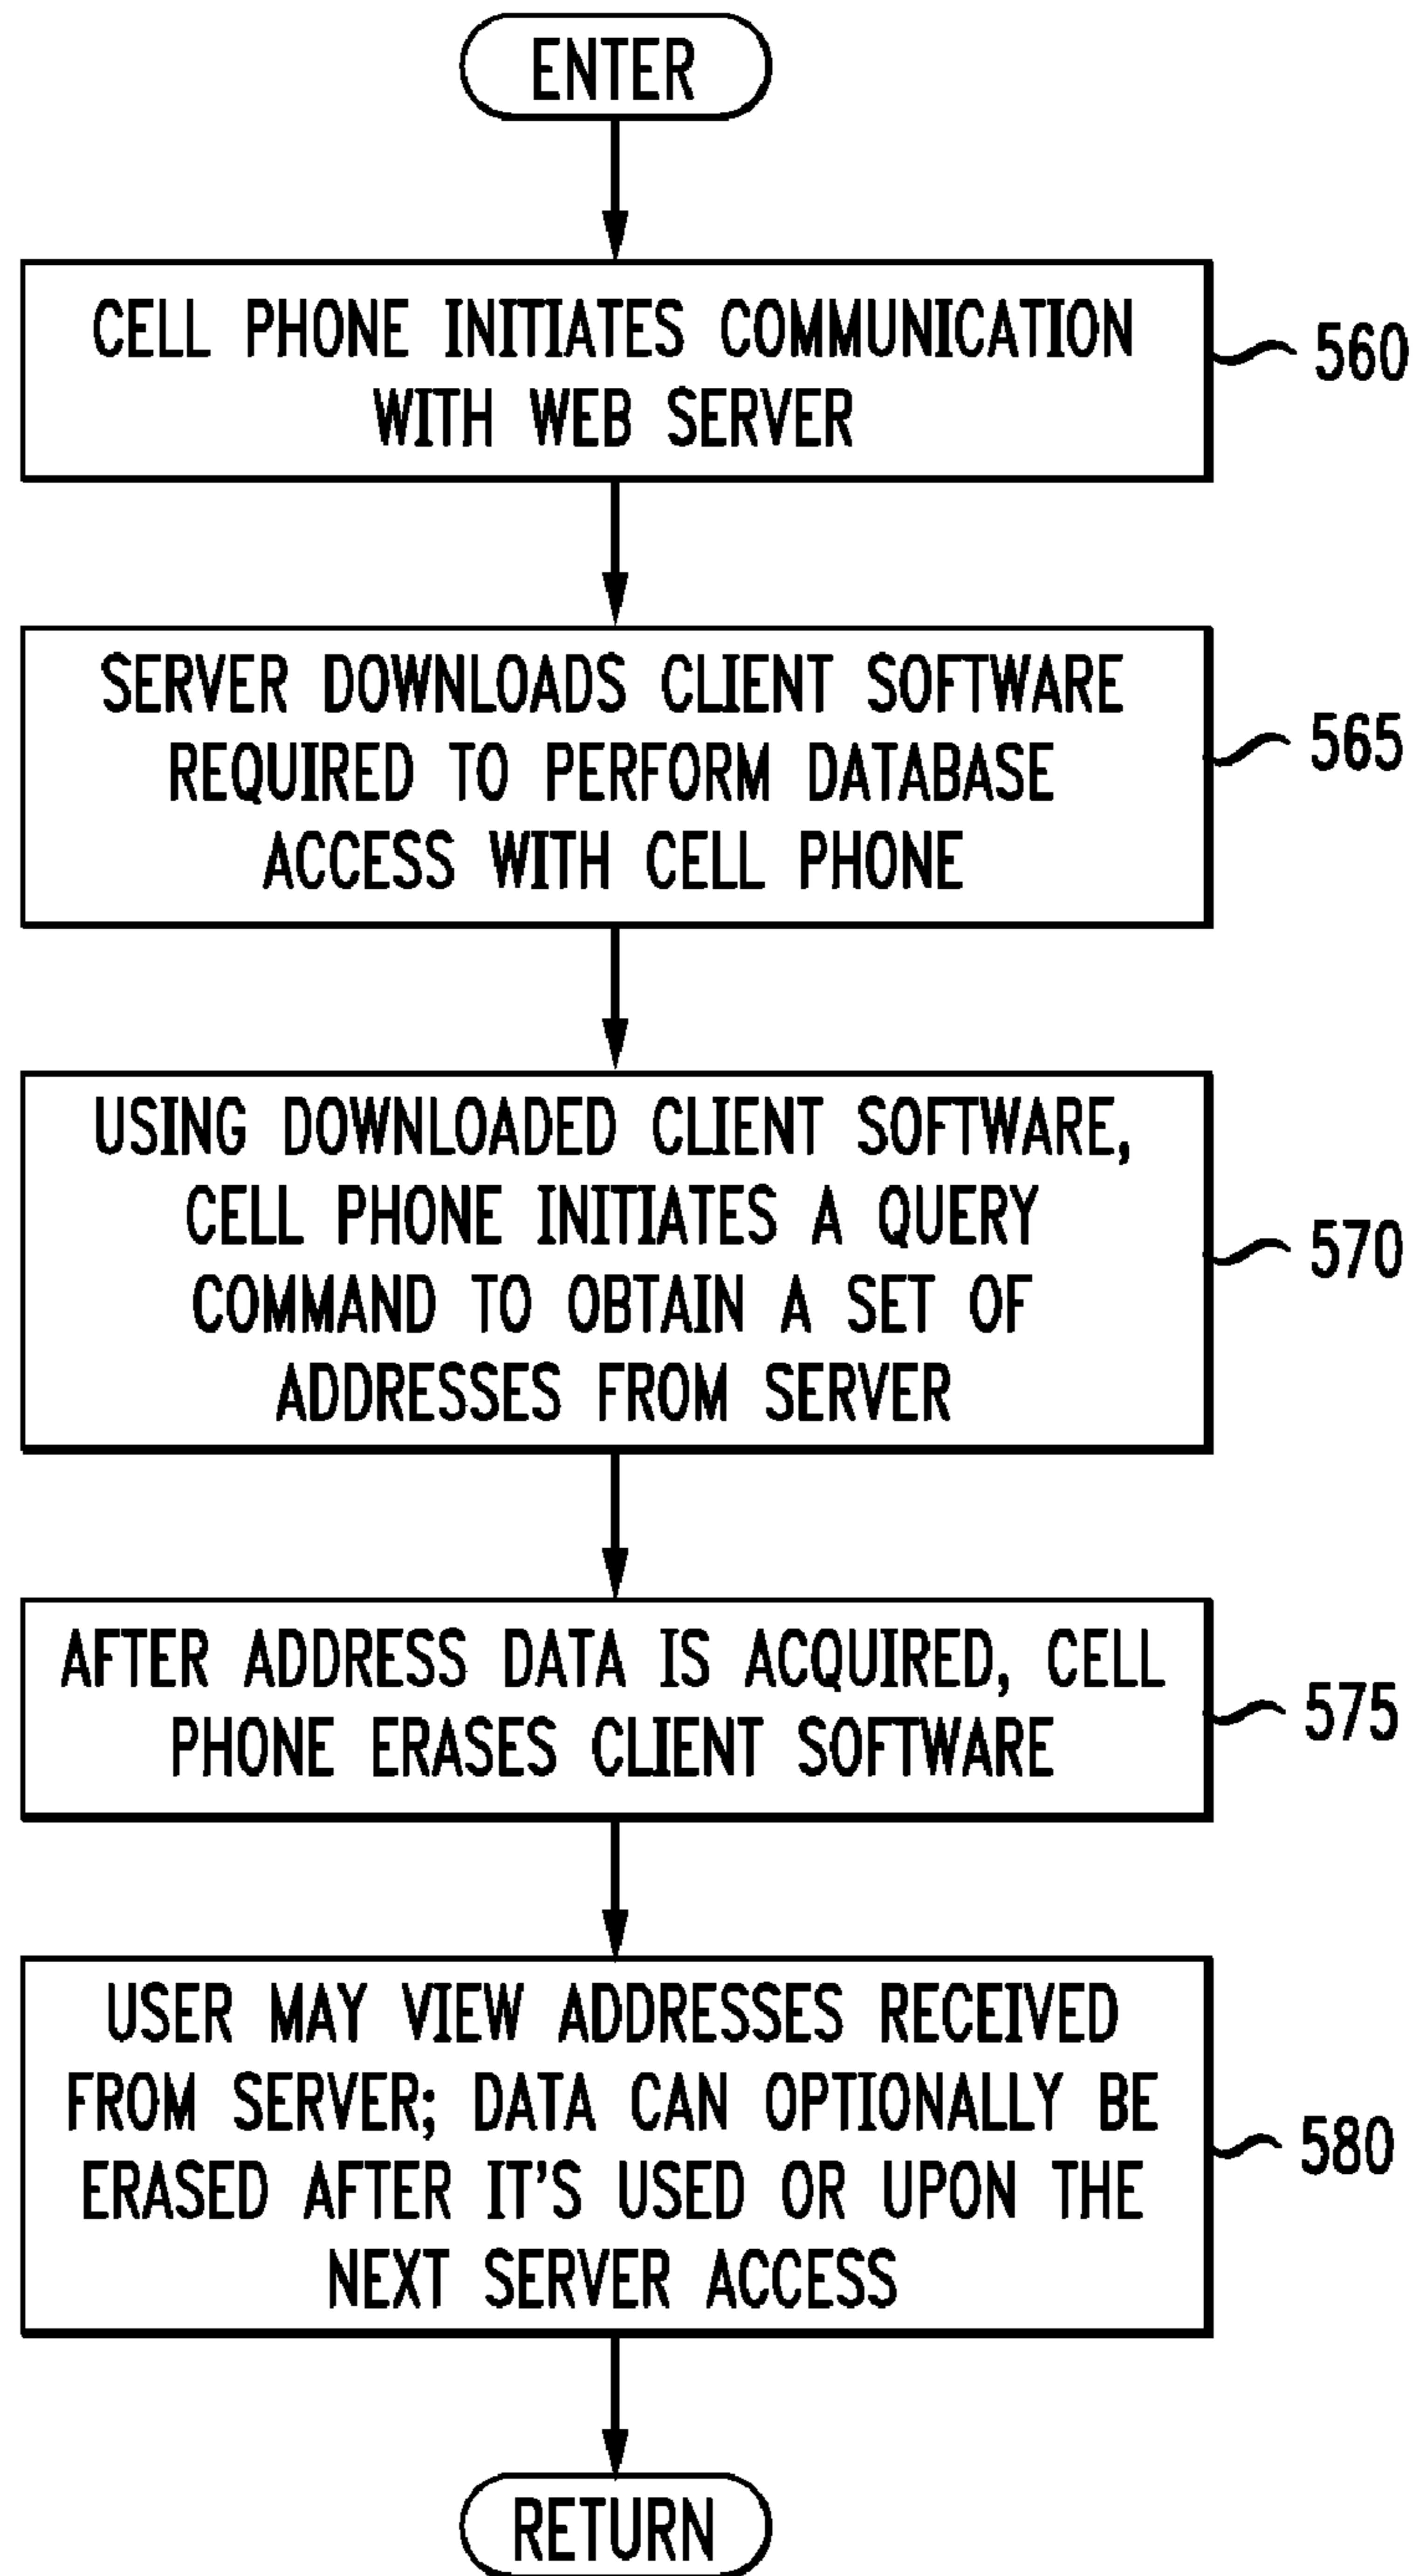 ENTER
CELL PHONE INITIATES COMMUNICATION
WITH WEB SERVER
560
SERVER DOWNLOADS CLIENT SOFTWARE
REQUIRED TO PERFORM DATABASE
ACCESS WITH CELL PHONE
565
USING DOWNLOADED CLIENT SOFTWARE,
CELL PHONE INITIATES A QUERY
COMMAND TO OBTAIN A SET OF
ADDRESSES FROM SERVER
570
AFTER ADDRESS DATA IS ACQUIRED, CELL
PHONE ERASES CLIENT SOFTWARE
575
USER MAY VIEW ADDRESSES RECEIVED
FROM SERVER; DATA CAN OPTIONALLY BE
ERASED AFTER IT'S USED OR UPON THE
NEXT SERVER ACCESS
580
RETURN